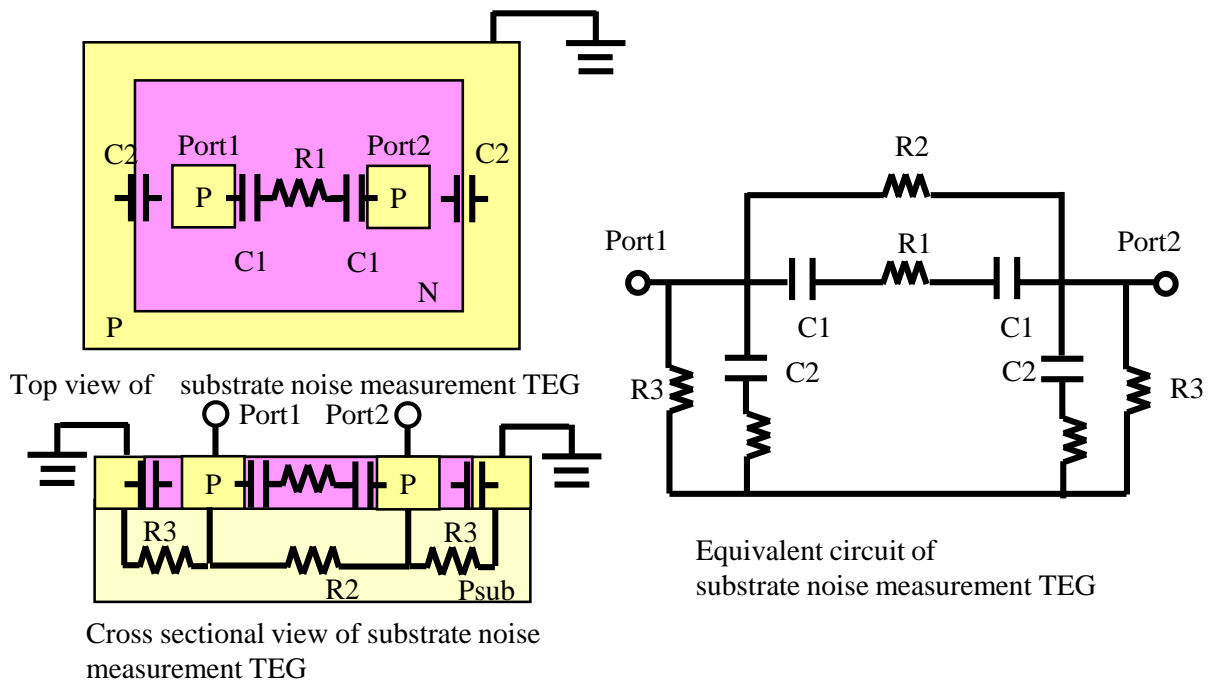 Port1
Port2
C2
R1
C2
P
P
C1
C1
N
P
Top view of substrate noise measurement TEG
Port1
Port2
P
P
R3
R3
R2
Psub
Cross sectional view of substrate noise
measurement TEG
R2
Port1
R1
Port2
C1
C1
R3
C2
C2
R3
Equivalent circuit of
substrate noise measurement TEG